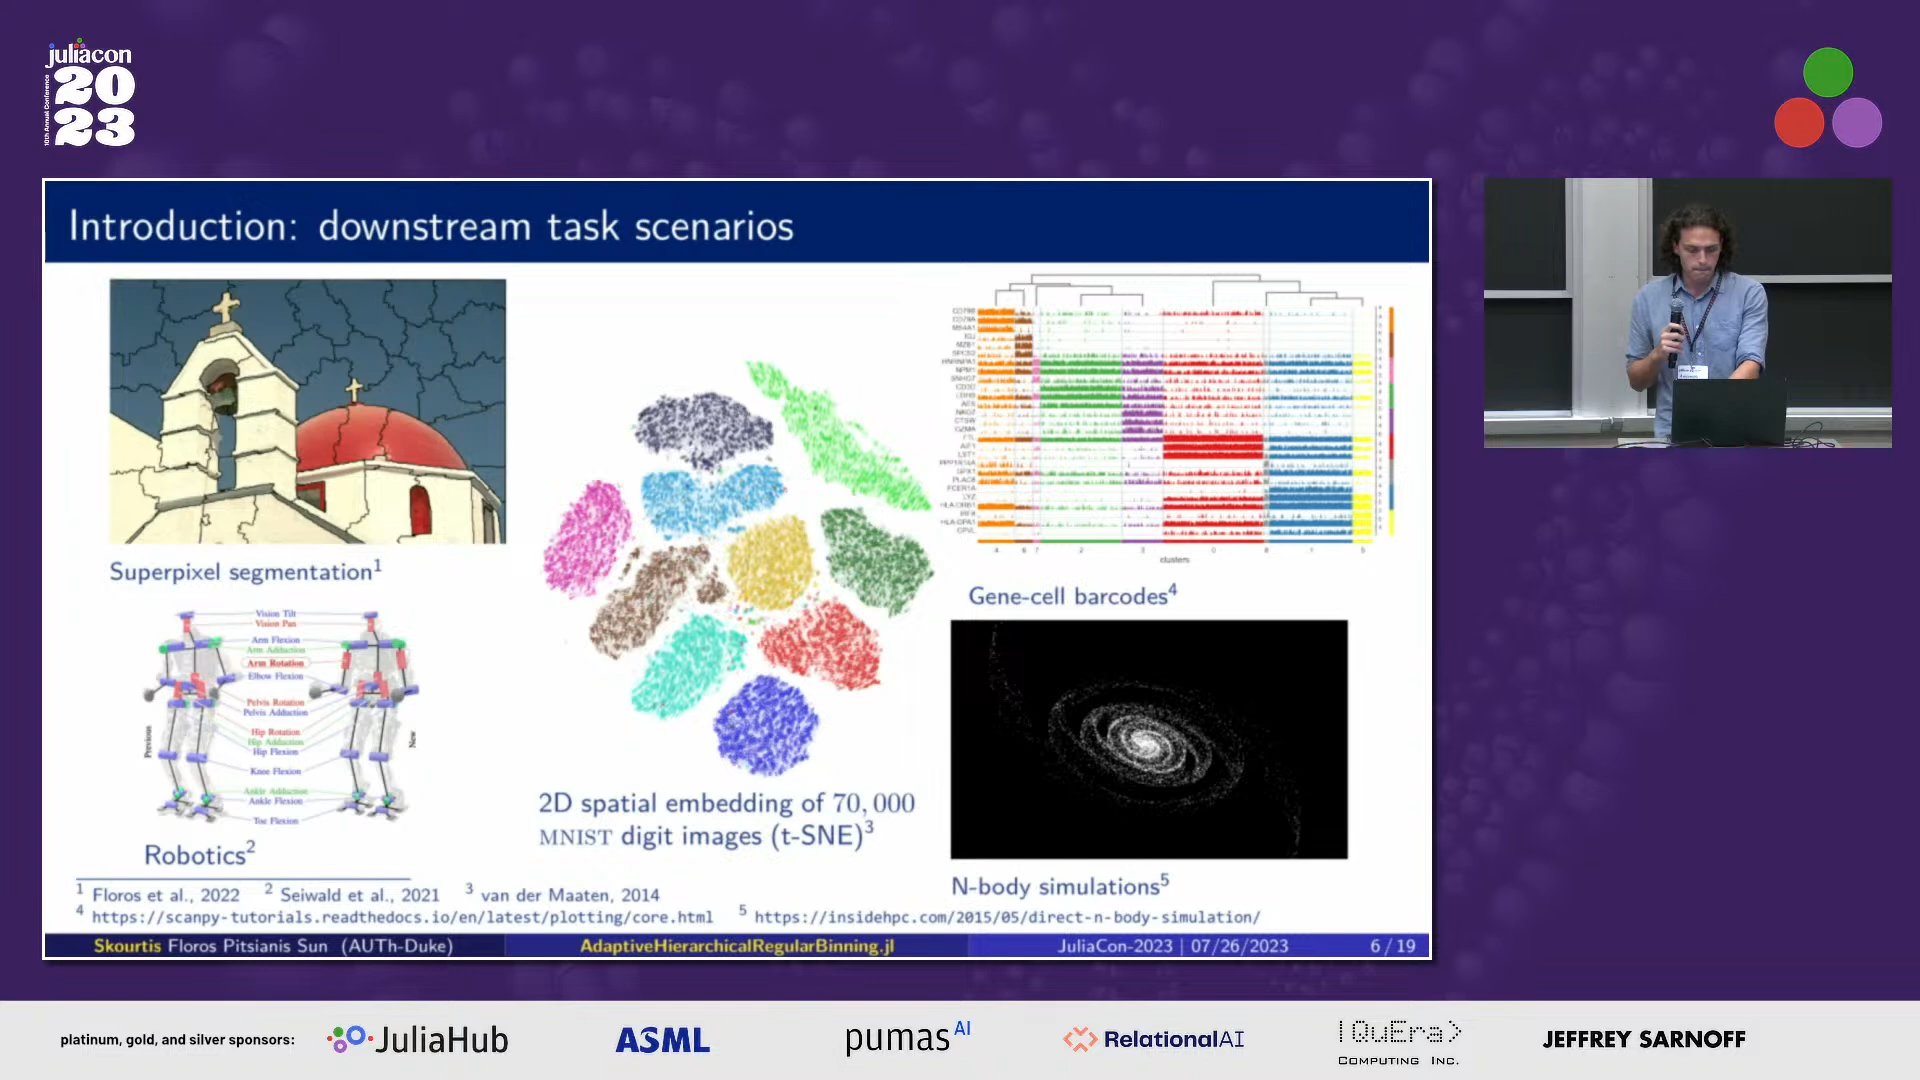 juliacon
10th Annual Conference
20
23
Introduction: downstream task scenarios
Superpixel segmentation1
Vision Tilt
Vision Pan
Arm Flexion
Arm Adduction
Arm Rotation
Elbow Flexion
Pelvis Rotation
Pelvis Adduction
Hip Rotation
Hip Adduction
Hip Flexion
Knee Flexion
Ankle Adduction
Ankle Flexion
Toe Flexion
Previous
New
Robotics2
2D spatial embedding of 70,000
MNIST digit images (t-SNE)3
clusters
Gene-cell barcodes4
N-body simulations5
1 Floros et al., 2022 2 Seiwald et al., 2021 3 van der Maaten, 2014
4 https://scanpy-tutorials.readthedocs.io/en/latest/plotting/core.html 5 https://insidehpc.com/2015/05/direct-n-body-simulation/
Skourtis Floros Pitsianis Sun (AUTh-Duke) AdaptiveHierarchicalRegularBinning.jl JuliaCon-2023 | 07/26/2023 6 / 19
platinum, gold, and silver sponsors: JuliaHub ASML pumasAI RelationalAI |QuEra> COMPUTING INC. JEFFREY SARNOFF